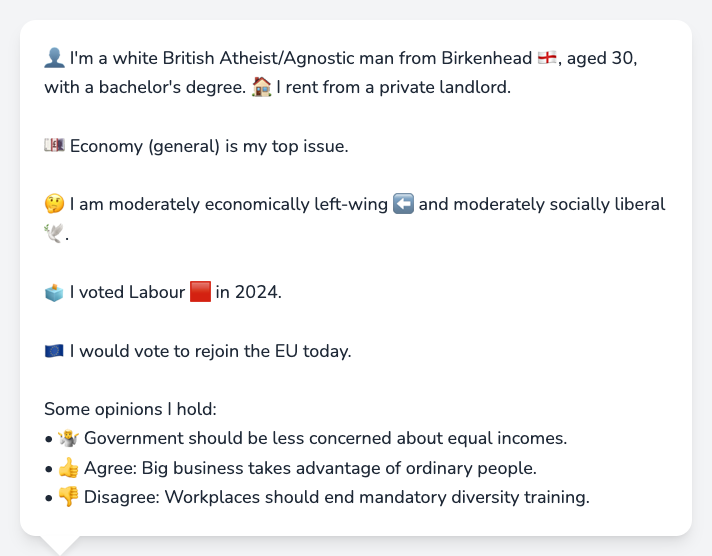 👤 I'm a white British Atheist/Agnostic man from Birkenhead 🏴󠁧󠁢󠁥󠁮󠁧󠁿, aged 30,
with a bachelor's degree. 🏠 I rent from a private landlord.
💷 Economy (general) is my top issue.
🤔 I am moderately economically left-wing ⬅️ and moderately socially liberal
🕊️.
🗳️ I voted Labour 🟥 in 2024.
🇪🇺 I would vote to rejoin the EU today.
Some opinions I hold:
• 🤷 Government should be less concerned about equal incomes.
• 👍 Agree: Big business takes advantage of ordinary people.
• 👎 Disagree: Workplaces should end mandatory diversity training.